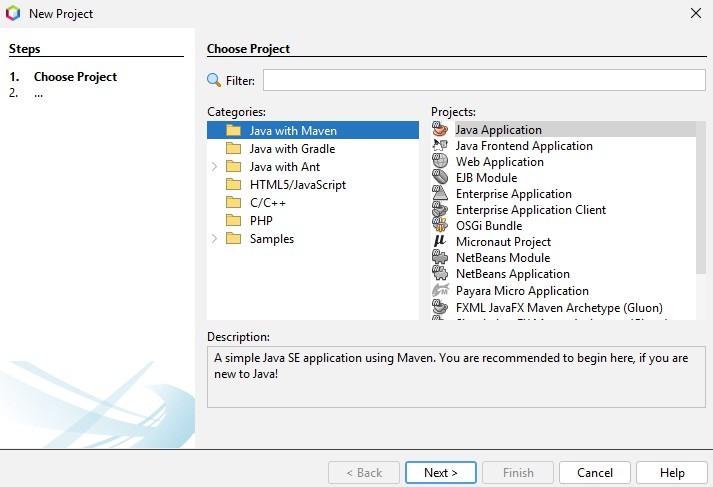 New Project
Steps
1. Choose Project
2. ...
Choose Project
Filter:
Categories:
Java with Maven
Java with Gradle
Java with Ant
HTML5/JavaScript
C/C++
PHP
Samples
Projects:
Java Application
Java Frontend Application
Web Application
EJB Module
Enterprise Application
Enterprise Application Client
OSGi Bundle
Micronaut Project
NetBeans Module
NetBeans Application
Payara Micro Application
FXML JavaFX Maven Archetype (Gluon)
Description:
A simple Java SE application using Maven. You are recommended to begin here, if you are
new to Java!
< Back
Next >
Finish
Cancel
Help